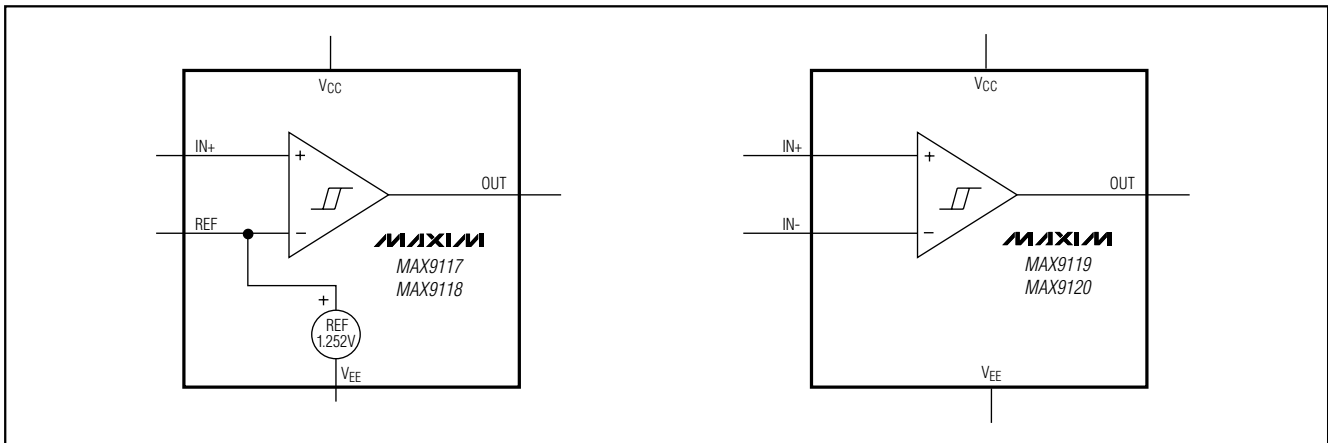 VCC
IN+
+
OUT
REF
−
MAXIM
MAX9117
MAX9118
+
REF
1.252V
VEE
VCC
IN+
+
OUT
IN-
−
MAXIM
MAX9119
MAX9120
VEE